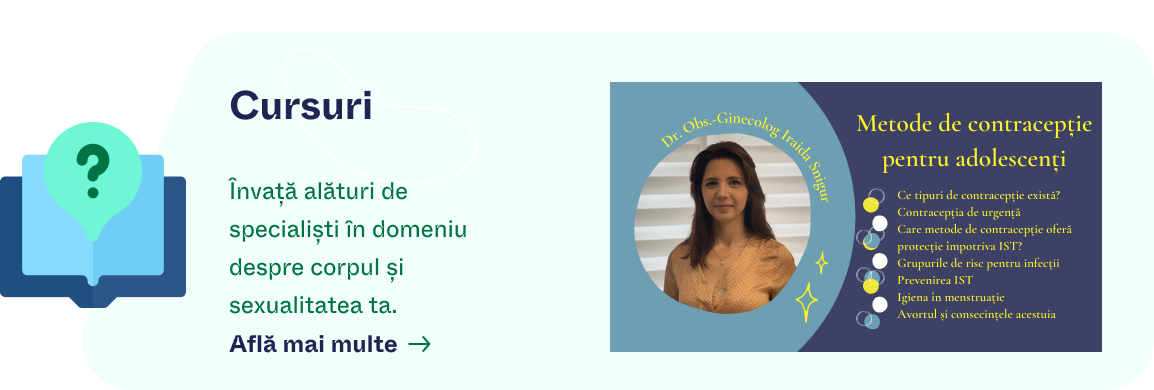 Cursuri
Învață alături de
specialiști în domeniu
despre corpul și
sexualitatea ta.
Află mai multe →
?
Dr. Obs.-Ginecolog Iraida Snigur
Metode de contracepție
pentru adolescenți
Ce tipuri de contracepție există?
Contracepția de urgență
Care metode de contracepție oferă
protecție împotriva IST?
Grupurile de risc pentru infecții
Prevenirea IST
Igiena în menstruație
Avortul și consecințele acestuia